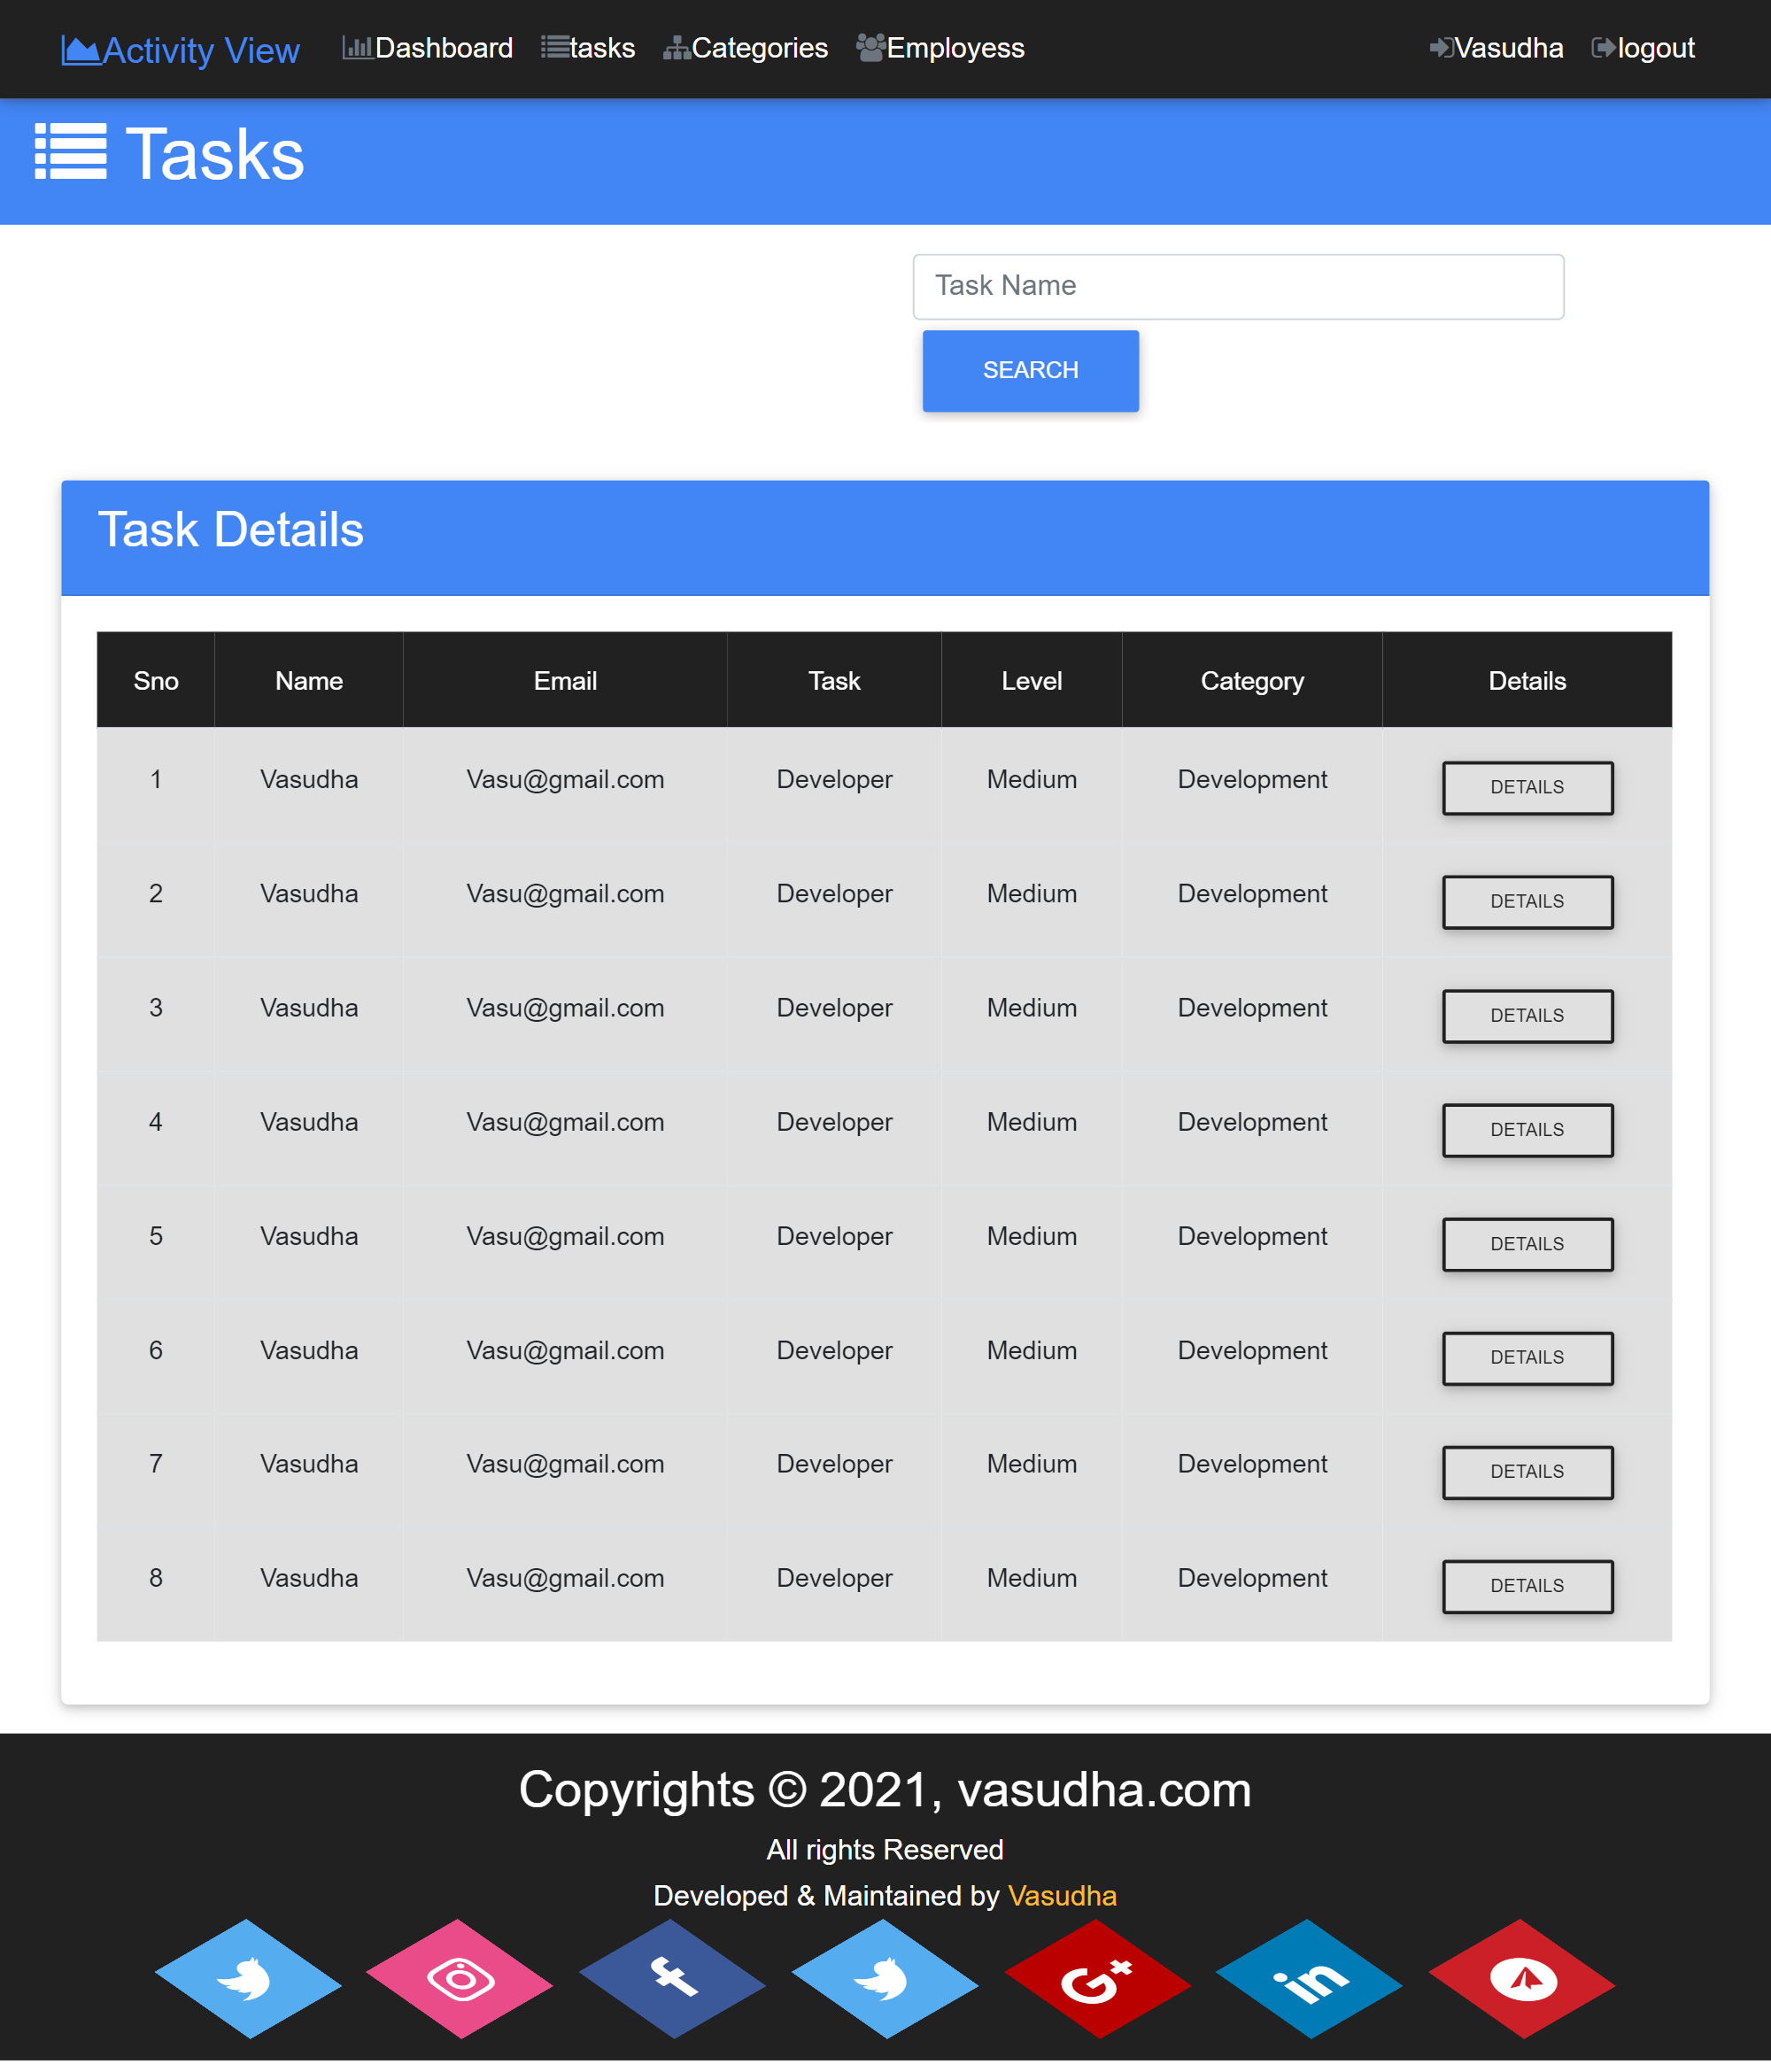 Activity View Dashboard tasks Categories Employess Vasudha logout
Tasks
Task Name
SEARCH
Task Details
Sno Name Email Task Level Category Details
1 Vasudha Vasu@gmail.com Developer Medium Development DETAILS
2 Vasudha Vasu@gmail.com Developer Medium Development DETAILS
3 Vasudha Vasu@gmail.com Developer Medium Development DETAILS
4 Vasudha Vasu@gmail.com Developer Medium Development DETAILS
5 Vasudha Vasu@gmail.com Developer Medium Development DETAILS
6 Vasudha Vasu@gmail.com Developer Medium Development DETAILS
7 Vasudha Vasu@gmail.com Developer Medium Development DETAILS
8 Vasudha Vasu@gmail.com Developer Medium Development DETAILS
Copyrights © 2021, vasudha.com
All rights Reserved
Developed & Maintained by Vasudha